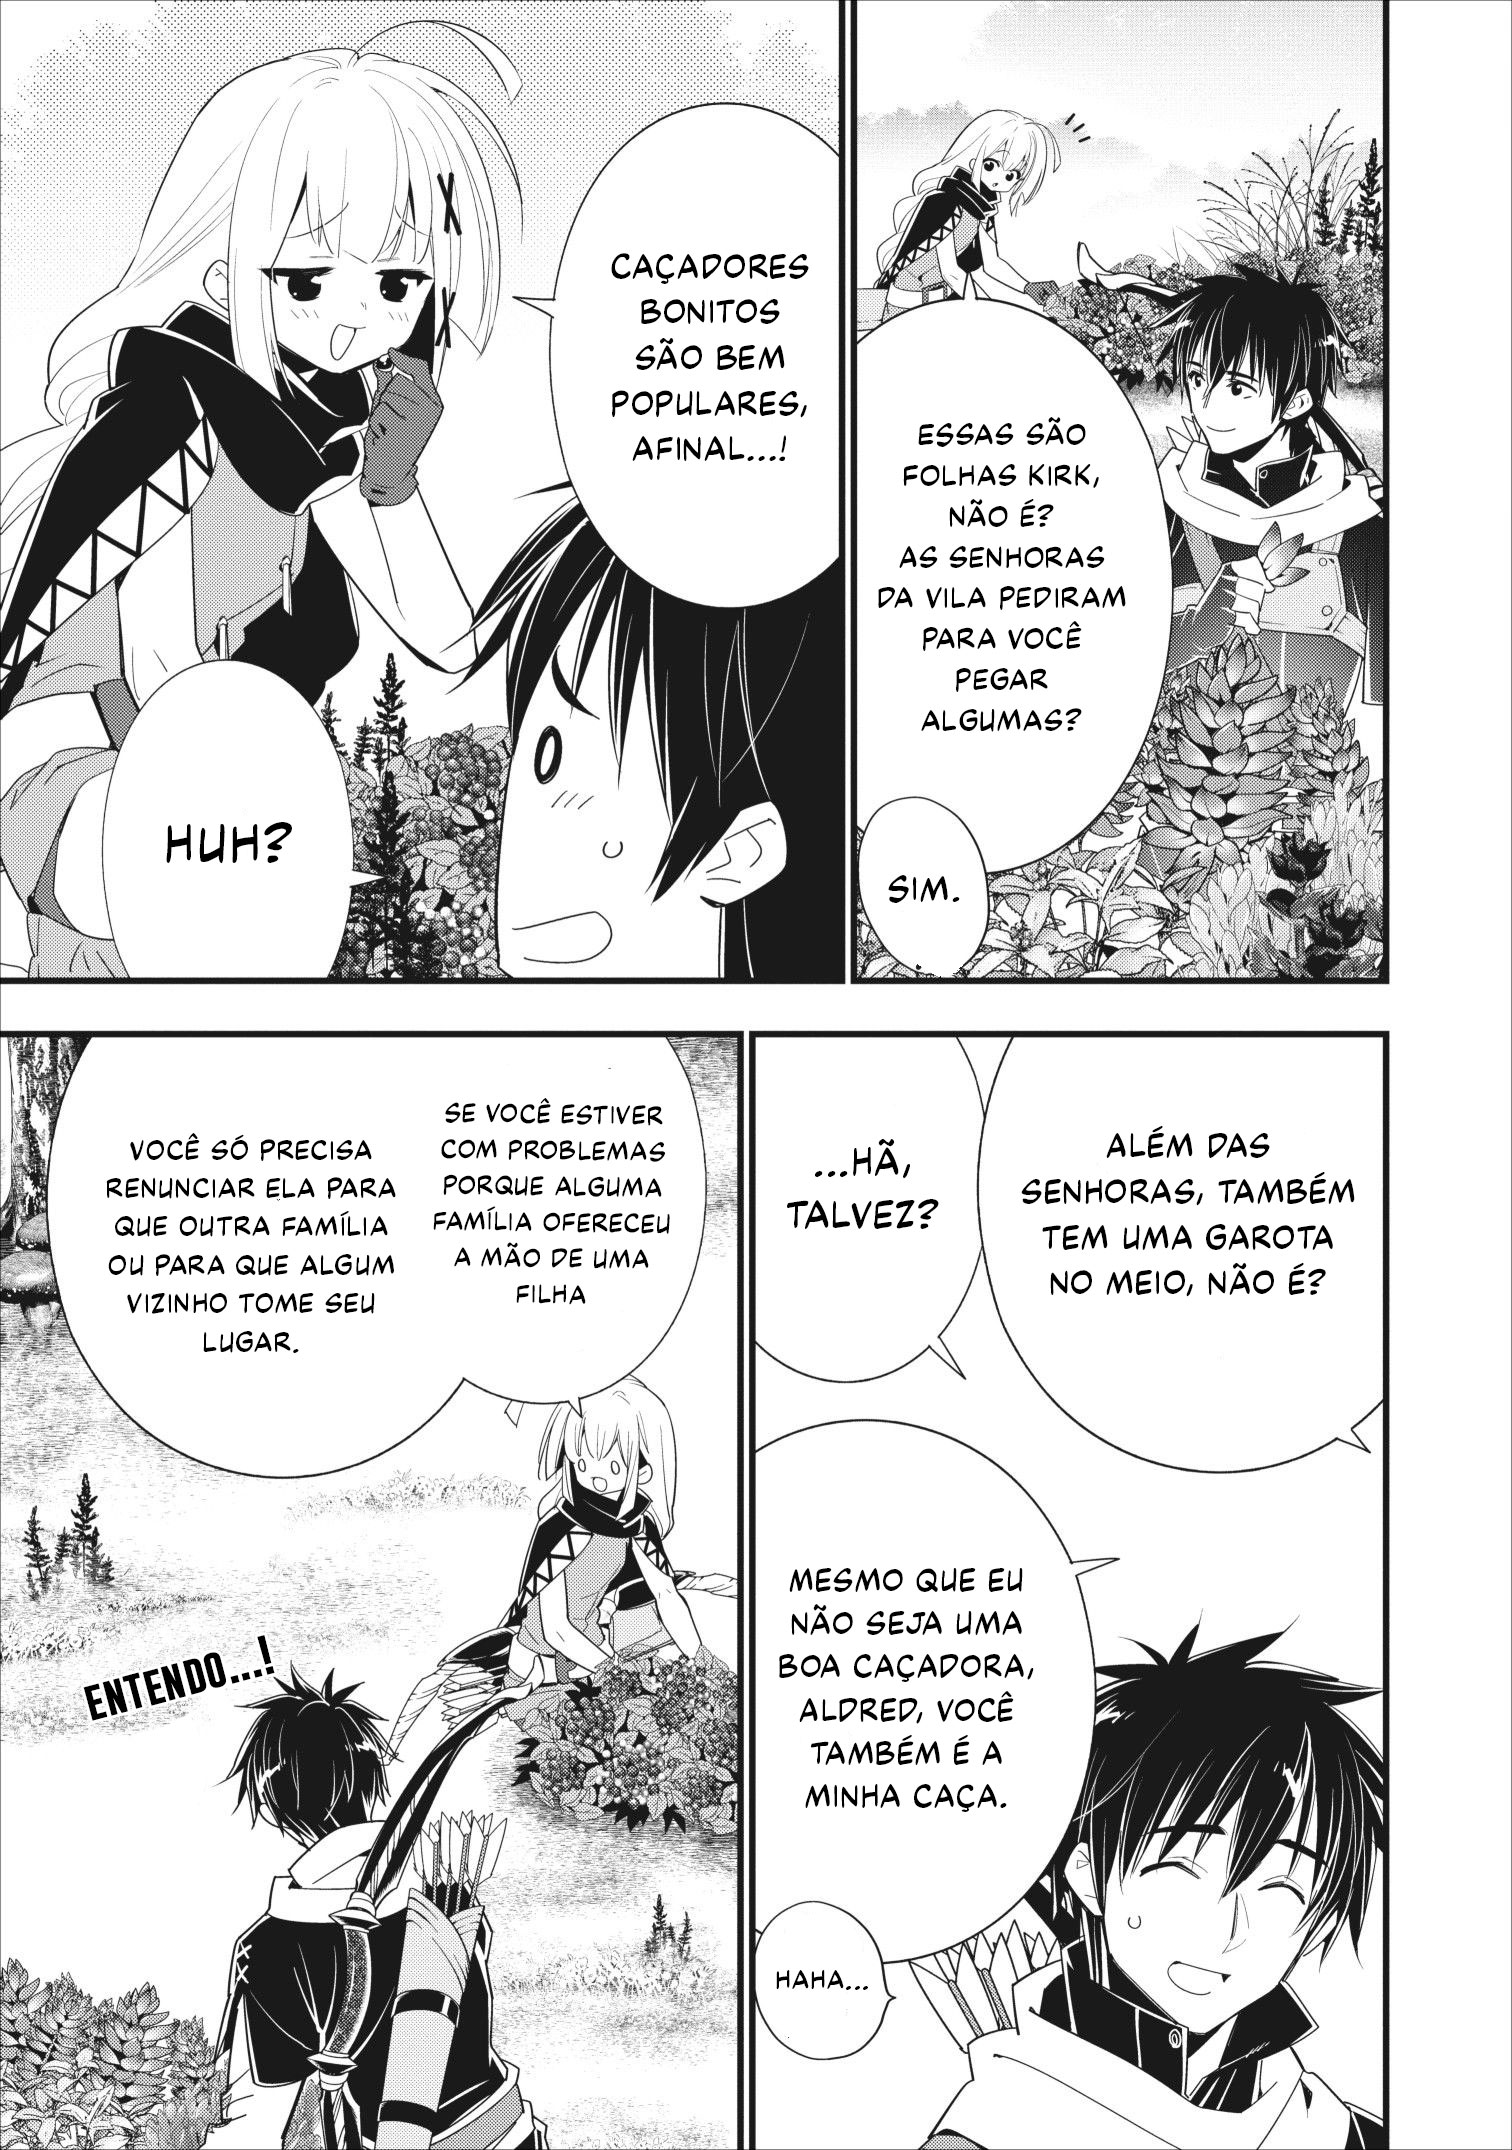 ESSAS SÃO
FOLHAS KIRK,
NÃO É?
AS SENHORAS
DA VILA PEDIRAM
PARA VOCÊ
PEGAR
ALGUMAS?
SIM.
CAÇADORES
BONITOS
SÃO BEM
POPULARES,
AFINAL...!
HUH?
ALÉM DAS
SENHORAS, TAMBÉM
TEM UMA GAROTA
NO MEIO, NÃO É?
...HÃ,
TALVEZ?
MESMO QUE EU
NÃO SEJA UMA
BOA CAÇADORA,
ALDRED, VOCÊ
TAMBÉM É A
MINHA CAÇA.
HAHA...
SE VOCÊ ESTIVER
COM PROBLEMAS
PORQUE ALGUMA
FAMÍLIA OFERECEU
A MÃO DE UMA
FILHA
VOCÊ SÓ PRECISA
RENUNCIAR ELA PARA
QUE OUTRA FAMÍLIA
OU PARA QUE ALGUM
VIZINHO TOME SEU
LUGAR.
ENTENDO...!